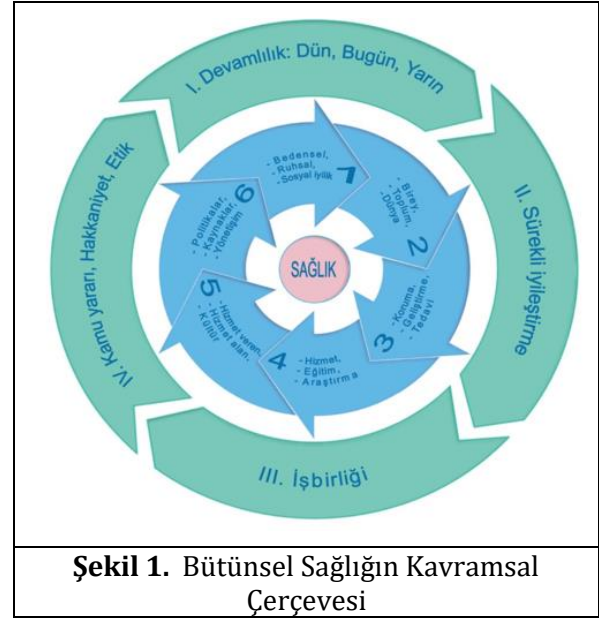 I. Devamlılık: Dün, Bugün, Yarın
II. Sürekli iyileştirme
III. İşbirliği
IV. Kamu yararı, Hakkaniyet, Etik
1
- Bedensel,
- Ruhsal,
- Sosyal iyilik
2
- Birey,
- Toplum,
- Dünya
3
- Koruma,
- Geliştirme,
- Tedavi
4
- Hizmet,
- Eğitim,
- Araştırma
5
- Hizmet veren,
- Hizmet alan,
- Kültür
6
- Politikalar,
- Kaynaklar,
- Yönetişim
SAĞLIK
Şekil 1. Bütünsel Sağlığın Kavramsal
Çerçevesi